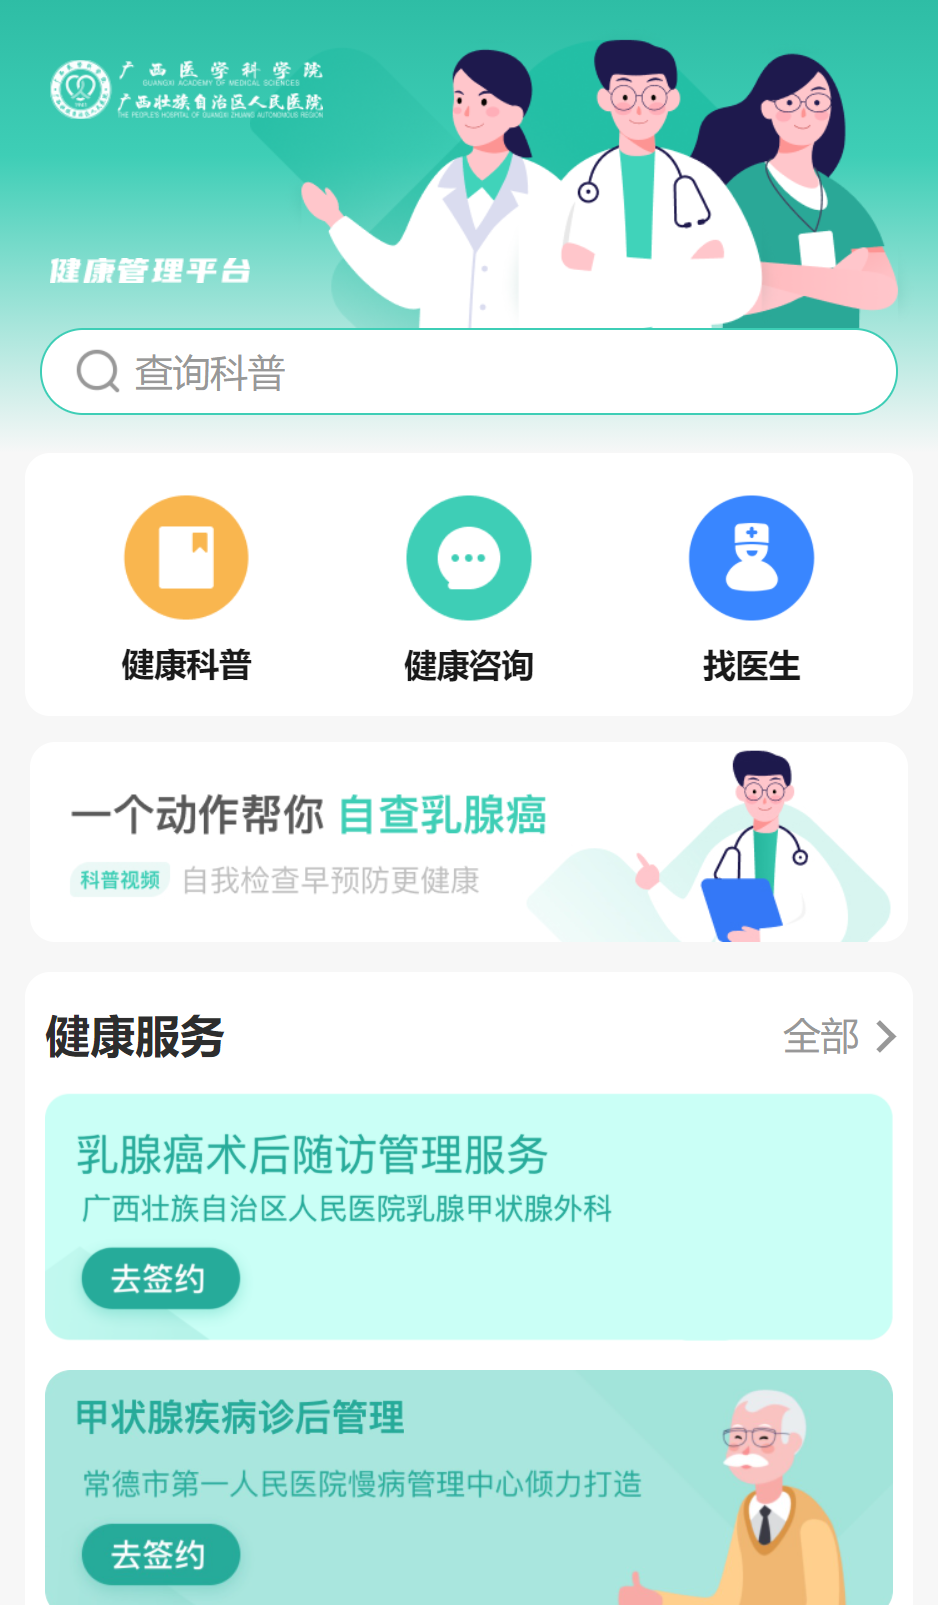 广西医学科学院
GUANGXI ACADEMY OF MEDICAL SCIENCES
广西壮族自治区人民医院
THE PEOPLE'S HOSPITAL OF GUANGXI ZHUANG AUTONOMOUS REGION
健康管理平台
查询科普
健康科普 健康咨询 找医生
一个动作帮你 自查乳腺癌
科普视频 自我检查早预防更健康
健康服务 全部
乳腺癌术后随访管理服务
广西壮族自治区人民医院乳腺甲状腺外科
去签约
甲状腺疾病诊后管理
常德市第一人民医院慢病管理中心倾力打造
去签约